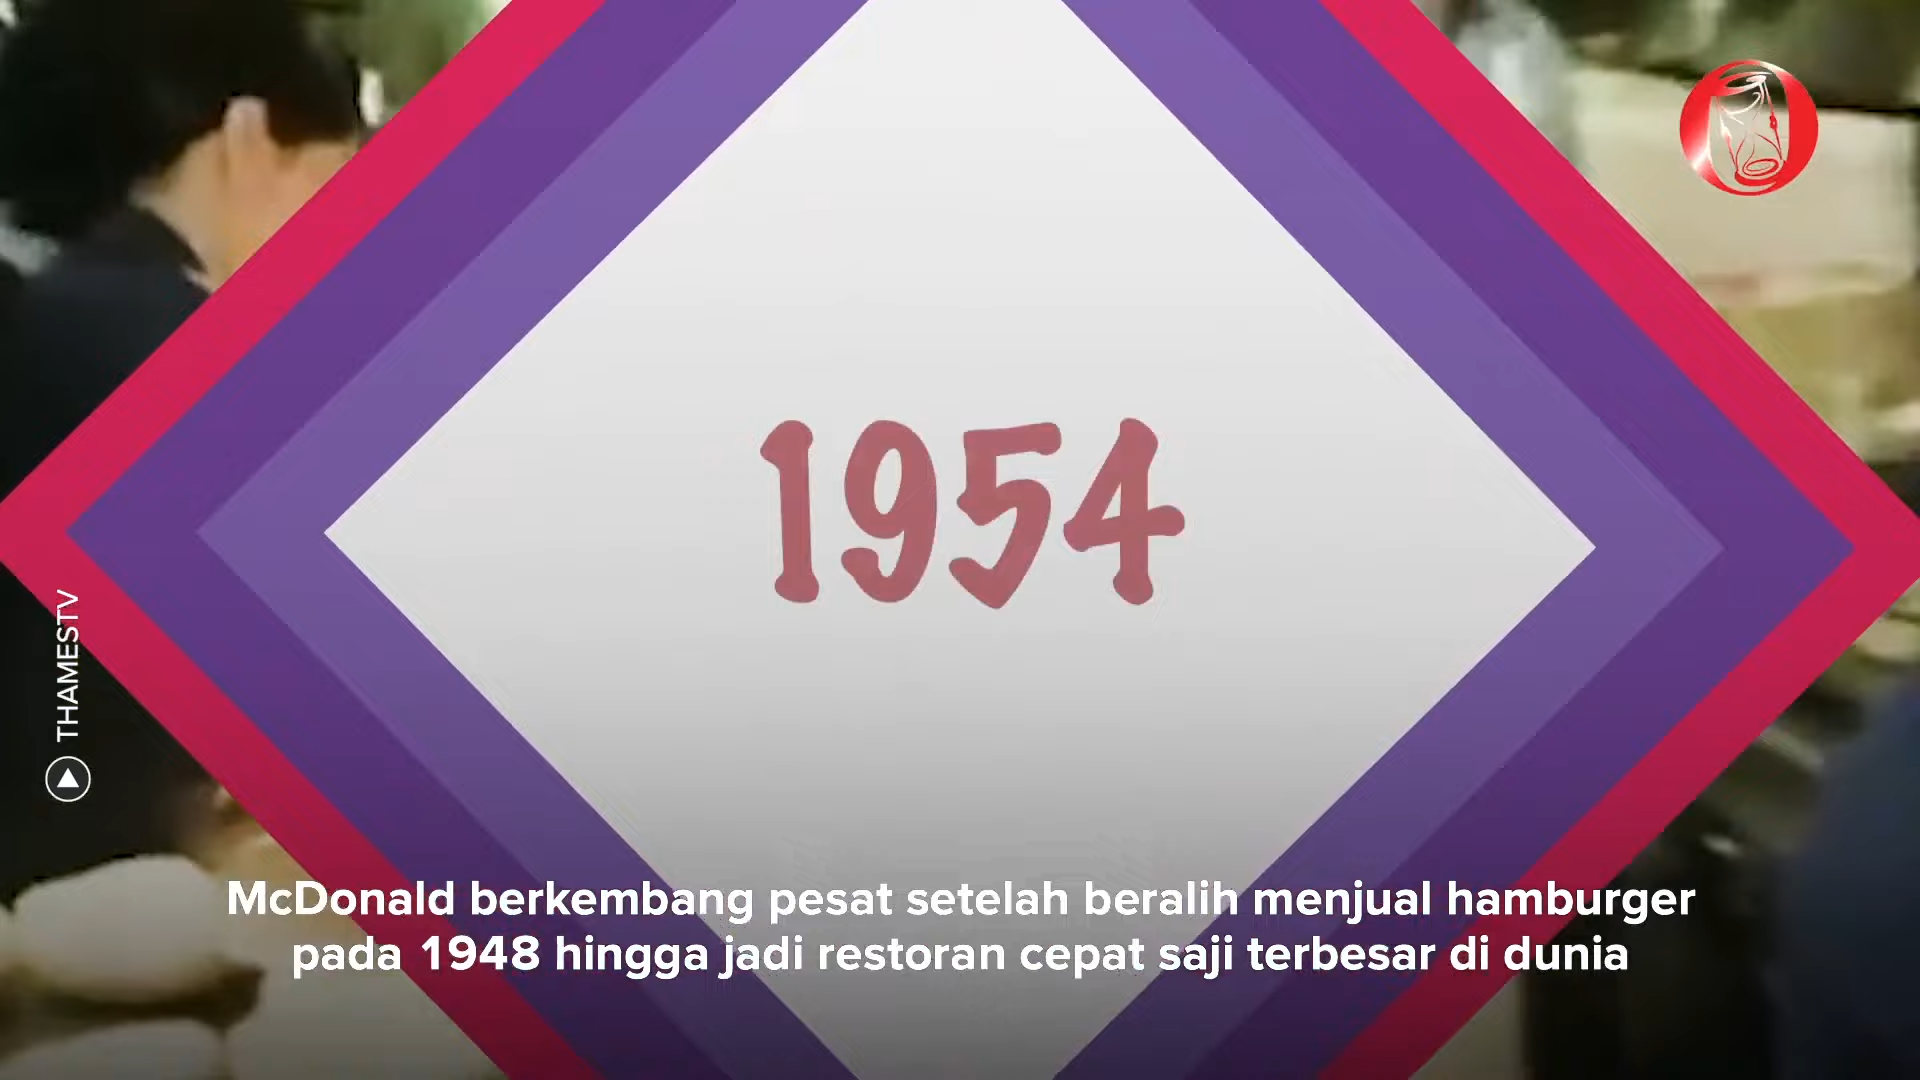 1954
THAMESTV
McDonald berkembang pesat setelah beralih menjual hamburger
pada 1948 hingga jadi restoran cepat saji terbesar di dunia